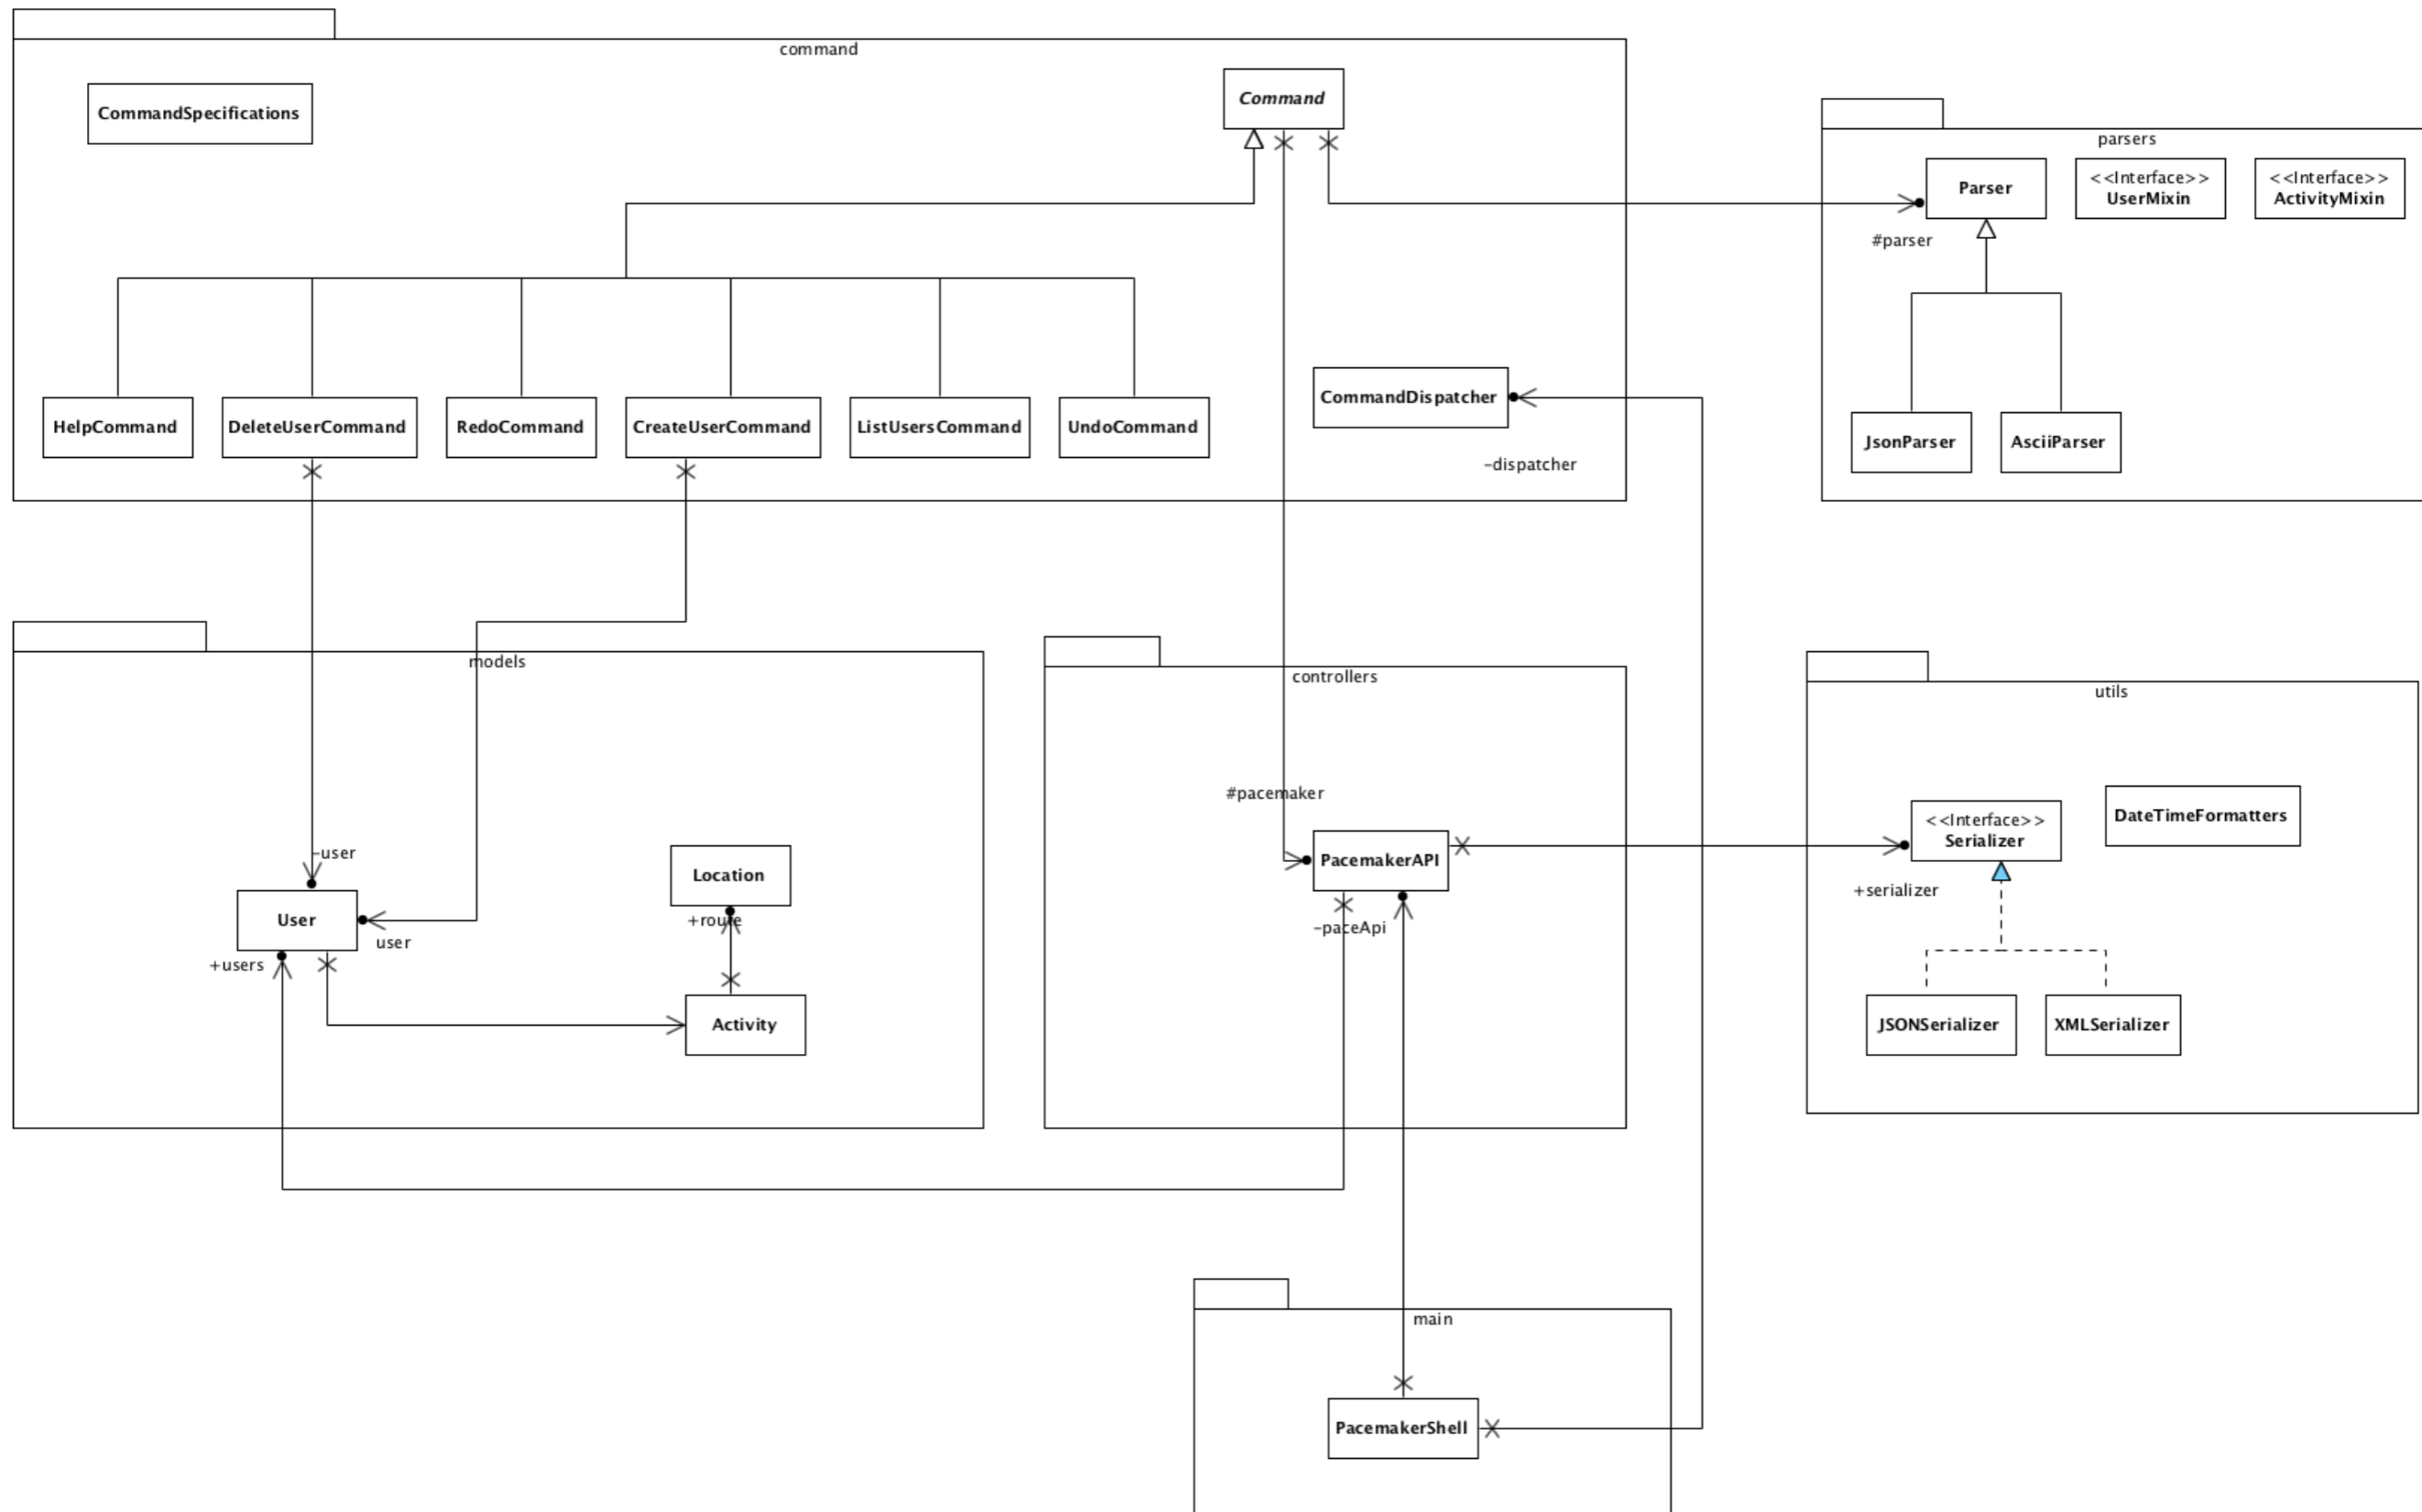 command
CommandSpecifications
Command
HelpCommand
DeleteUserCommand
RedoCommand
CreateUserCommand
ListUsersCommand
UndoCommand
CommandDispatcher
-dispatcher
parsers
Parser
<<Interface>>
UserMixin
<<Interface>>
ActivityMixin
#parser
JsonParser
AsciiParser
models
-user
User
user
+users
Location
+route
Activity
controllers
#pacemaker
PacemakerAPI
-paceApi
utils
<<Interface>>
Serializer
DateTimeFormatters
+serializer
JSONSerializer
XMLSerializer
main
PacemakerShell